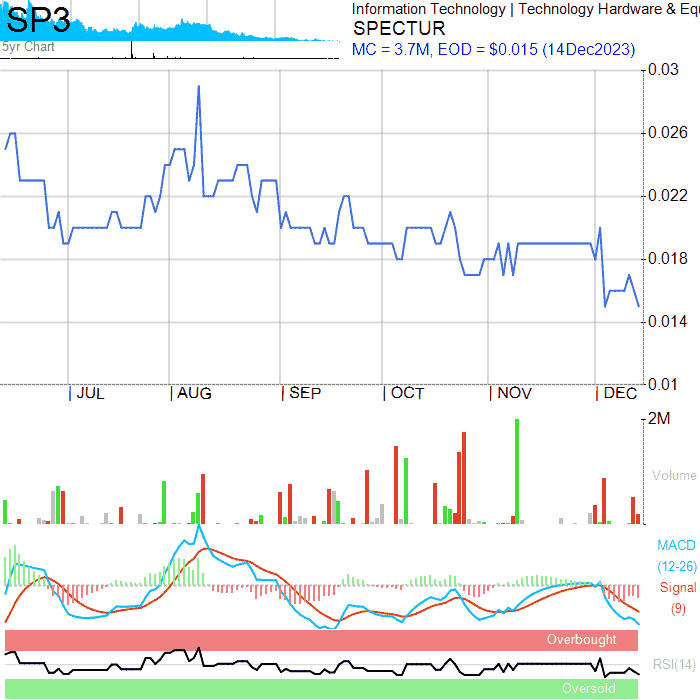 SP3
5yr Chart
Information Technology | Technology Hardware & Equ
SPECTUR
MC = 3.7M, EOD = $0.015 (14Dec2023)
0.03
0.026
0.022
0.018
0.014
0.01
JUL AUG SEP OCT NOV DEC
2M
Volume
MACD
(12-26)
Signal
(9)
Overbought
RSI(14)
Oversold